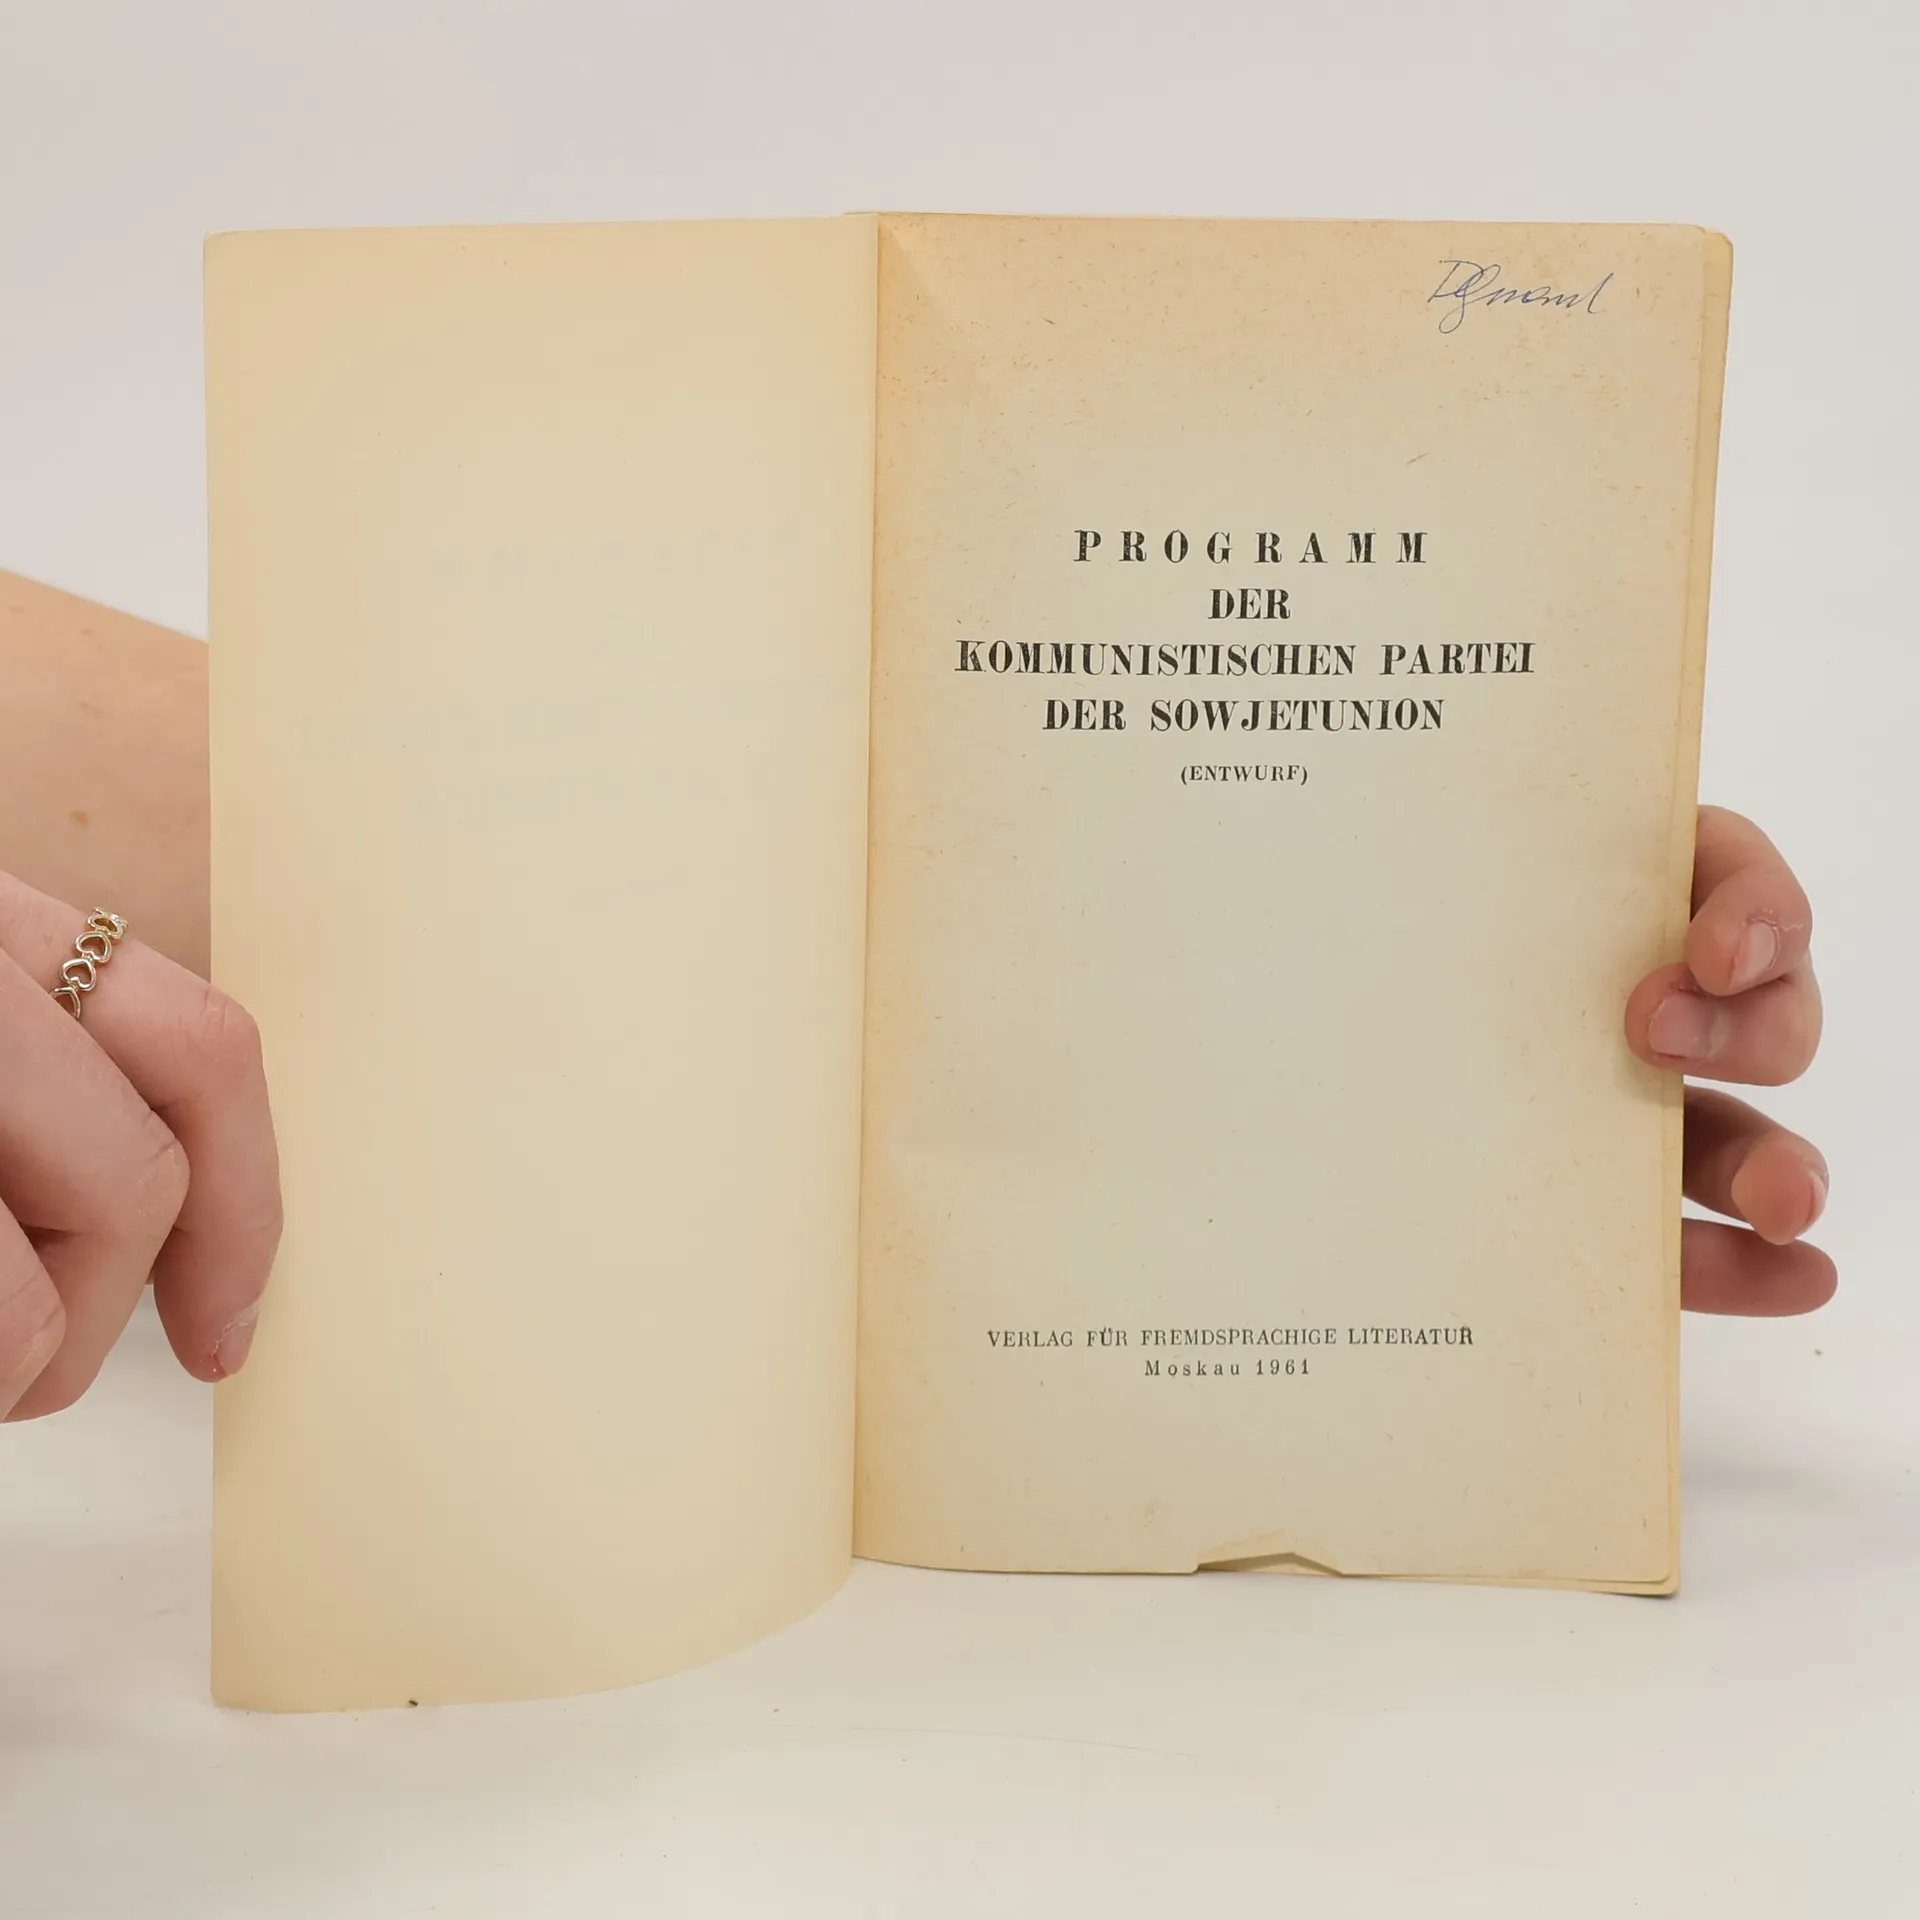 PROGRAMM
DER
KOMMUNISTISCHEN PARTEI
DER SOWJETUNION
(ENTWURF)
VERLAG FÜR FREMDSPRACHIGE LITERATUR
Moskau 1961